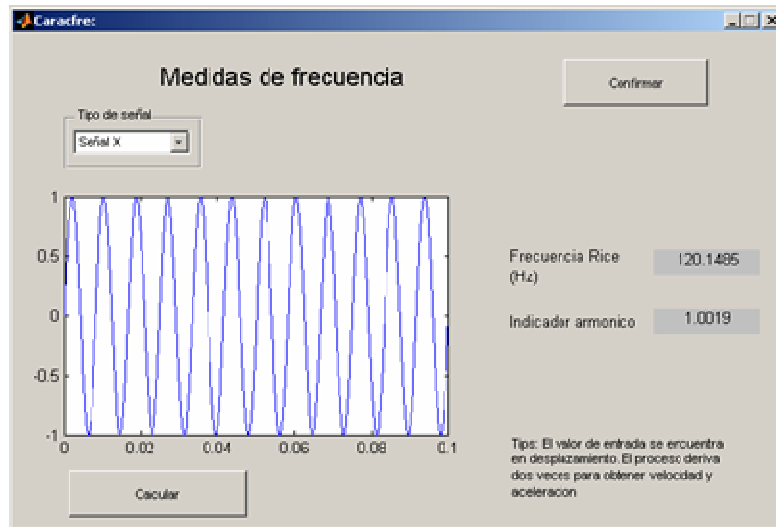 Caracfre:
Medidas de frecuencia
Confirmar
Tipo de señal
Señal X
1
0.5
0
-0.5
-1
0
0.02
0.04
0.06
0.08
0.1
Frecuencia Rice
(Hz)
120.1485
Indicador armonico
1.0019
Tips: El valor de entrada se encuentra
en desplazamiento. El proceso deriva
dos veces para obtener velocidad y
aceleracion
Cacular